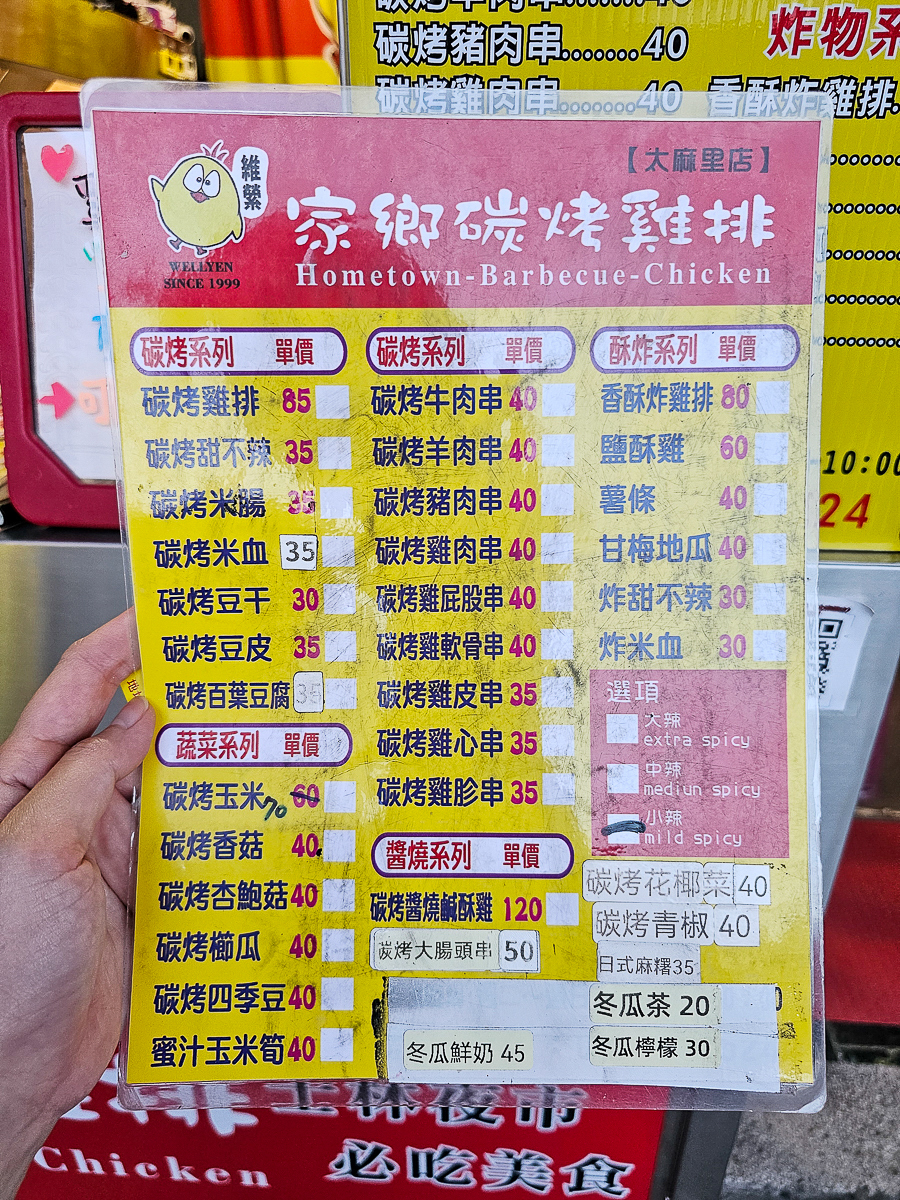 碳烤豬肉串.......40
炸物系
碳烤雞肉串.......40
香酥炸雞排
【太麻里店】
維縈
家鄉碳烤雞排
WELLYEN
SINCE 1999
Hometown-Barbecue-Chicken
碳烤系列 單價
碳烤雞排 85
碳烤甜不辣 35
碳烤米腸 35
碳烤米血 35
碳烤豆干 30
碳烤豆皮 35
碳烤百葉豆腐 35
蔬菜系列 單價
碳烤玉米 60 70
碳烤香菇 40
碳烤杏鮑菇 40
碳烤櫛瓜 40
碳烤四季豆 40
蜜汁玉米筍 40
碳烤系列 單價
碳烤牛肉串 40
碳烤羊肉串 40
碳烤豬肉串 40
碳烤雞肉串 40
碳烤雞屁股串 40
碳烤雞軟骨串 40
碳烤雞皮串 35
碳烤雞心串 35
碳烤雞胗串 35
醬燒系列 單價
碳烤醬燒鹹酥雞 120
碳烤大腸頭串 50
冬瓜鮮奶 45
酥炸系列 單價
香酥炸雞排 80
鹽酥雞 60
薯條 40
甘梅地瓜 40
炸甜不辣 30
炸米血 30
選項
大辣
extra spicy
中辣
mediun spicy
小辣
mild spicy
碳烤花椰菜 40
碳烤青椒 40
日式麻糬35
冬瓜茶 20
冬瓜檸檬 30
10:00
24
士林夜市
Chicken
必吃美食